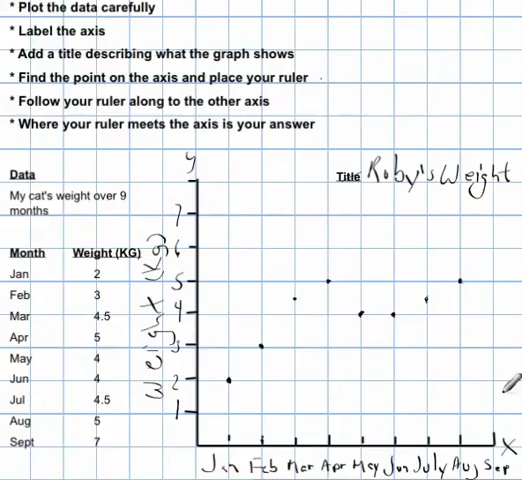 * Plot the data carefully
* Label the axis
* Add a title describing what the graph shows
* Find the point on the axis and place your ruler
* Follow your ruler along to the other axis
* Where your ruler meets the axis is your answer
Data
My cat's weight over 9
months
Month Weight (KG)
Jan 2
Feb 3
Mar 4.5
Apr 5
May 4
Jun 4
Jul 4.5
Aug 5
Sept 7
Title Roby's Weight
y
7
6
5
4
3
2
1
Weight (Kg)
Jan Feb Mar Apr May Jun July Aug Sep
X